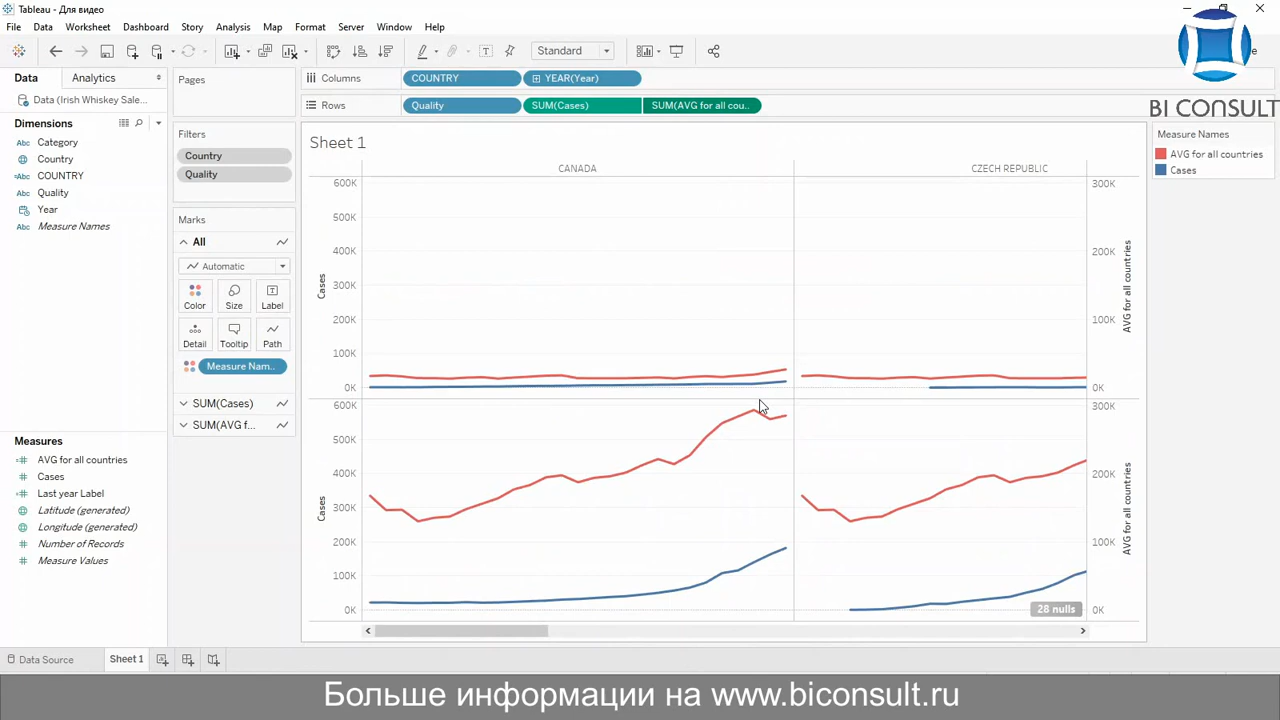 Tableau - Для видео
File Data Worksheet Dashboard Story Analysis Map Format Server Window Help
Standard
Data Analytics
Data (Irish Whiskey Sale...
Dimensions
Abc Category
Country
=Abc COUNTRY
Abc Quality
Year
Abc Measure Names
Measures
=# AVG for all countries
# Cases
=# Last year Label
Latitude (generated)
Longitude (generated)
=# Number of Records
# Measure Values
Pages
Filters
Country
Quality
Marks
All
Automatic
Color Size Label
Detail Tooltip Path
Measure Nam..
SUM(Cases)
SUM(AVG f...
Columns COUNTRY YEAR(Year)
Rows Quality SUM(Cases) SUM(AVG for all cou..
Sheet 1
CANADA CZECH REPUBLIC
600K 300K
500K
400K 200K
300K
200K 100K
100K
0K 0K
Cases
AVG for all countries
600K 300K
500K
400K 200K
300K
200K 100K
100K
0K 0K
Cases
AVG for all countries
28 nulls
BI CONSULT
Measure Names
AVG for all countries
Cases
Data Source Sheet 1
Больше информации на www.biconsult.ru